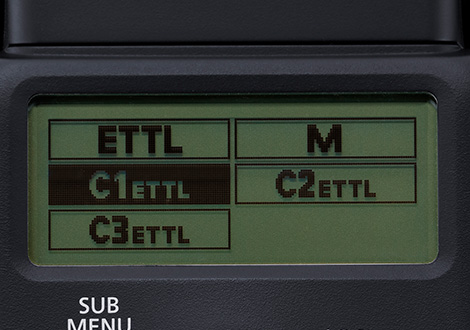 ETTL M
C1ETTL C2ETTL
C3ETTL
SUB
MENU